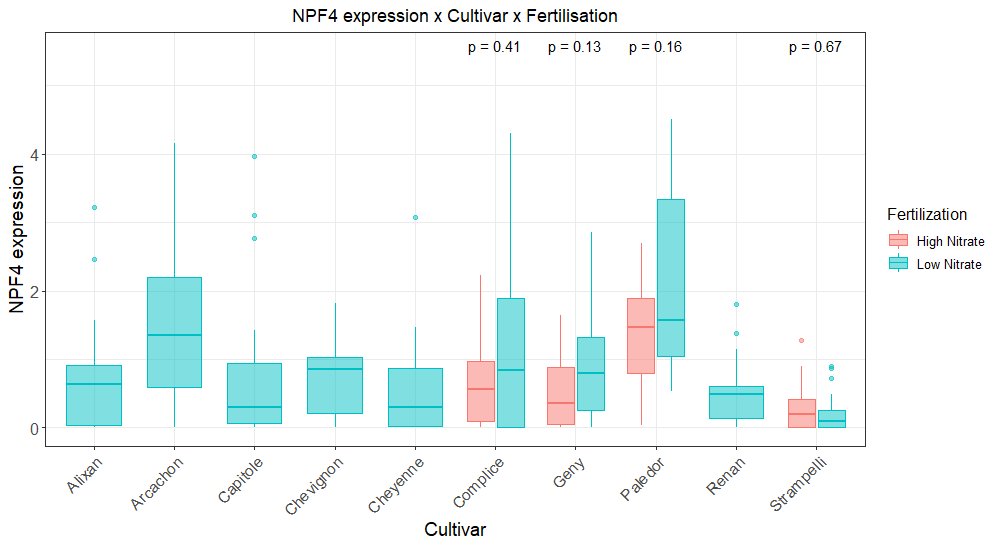 NPF4 expression x Cultivar x Fertilisation
p = 0.41 p = 0.13 p = 0.16 p = 0.67
4
2
0
NPF4 expression
Alixan Arcachon Capitole Chevignon Cheyenne Complice Geny Paledor Renan Strampelli
Cultivar
Fertilization
High Nitrate
Low Nitrate